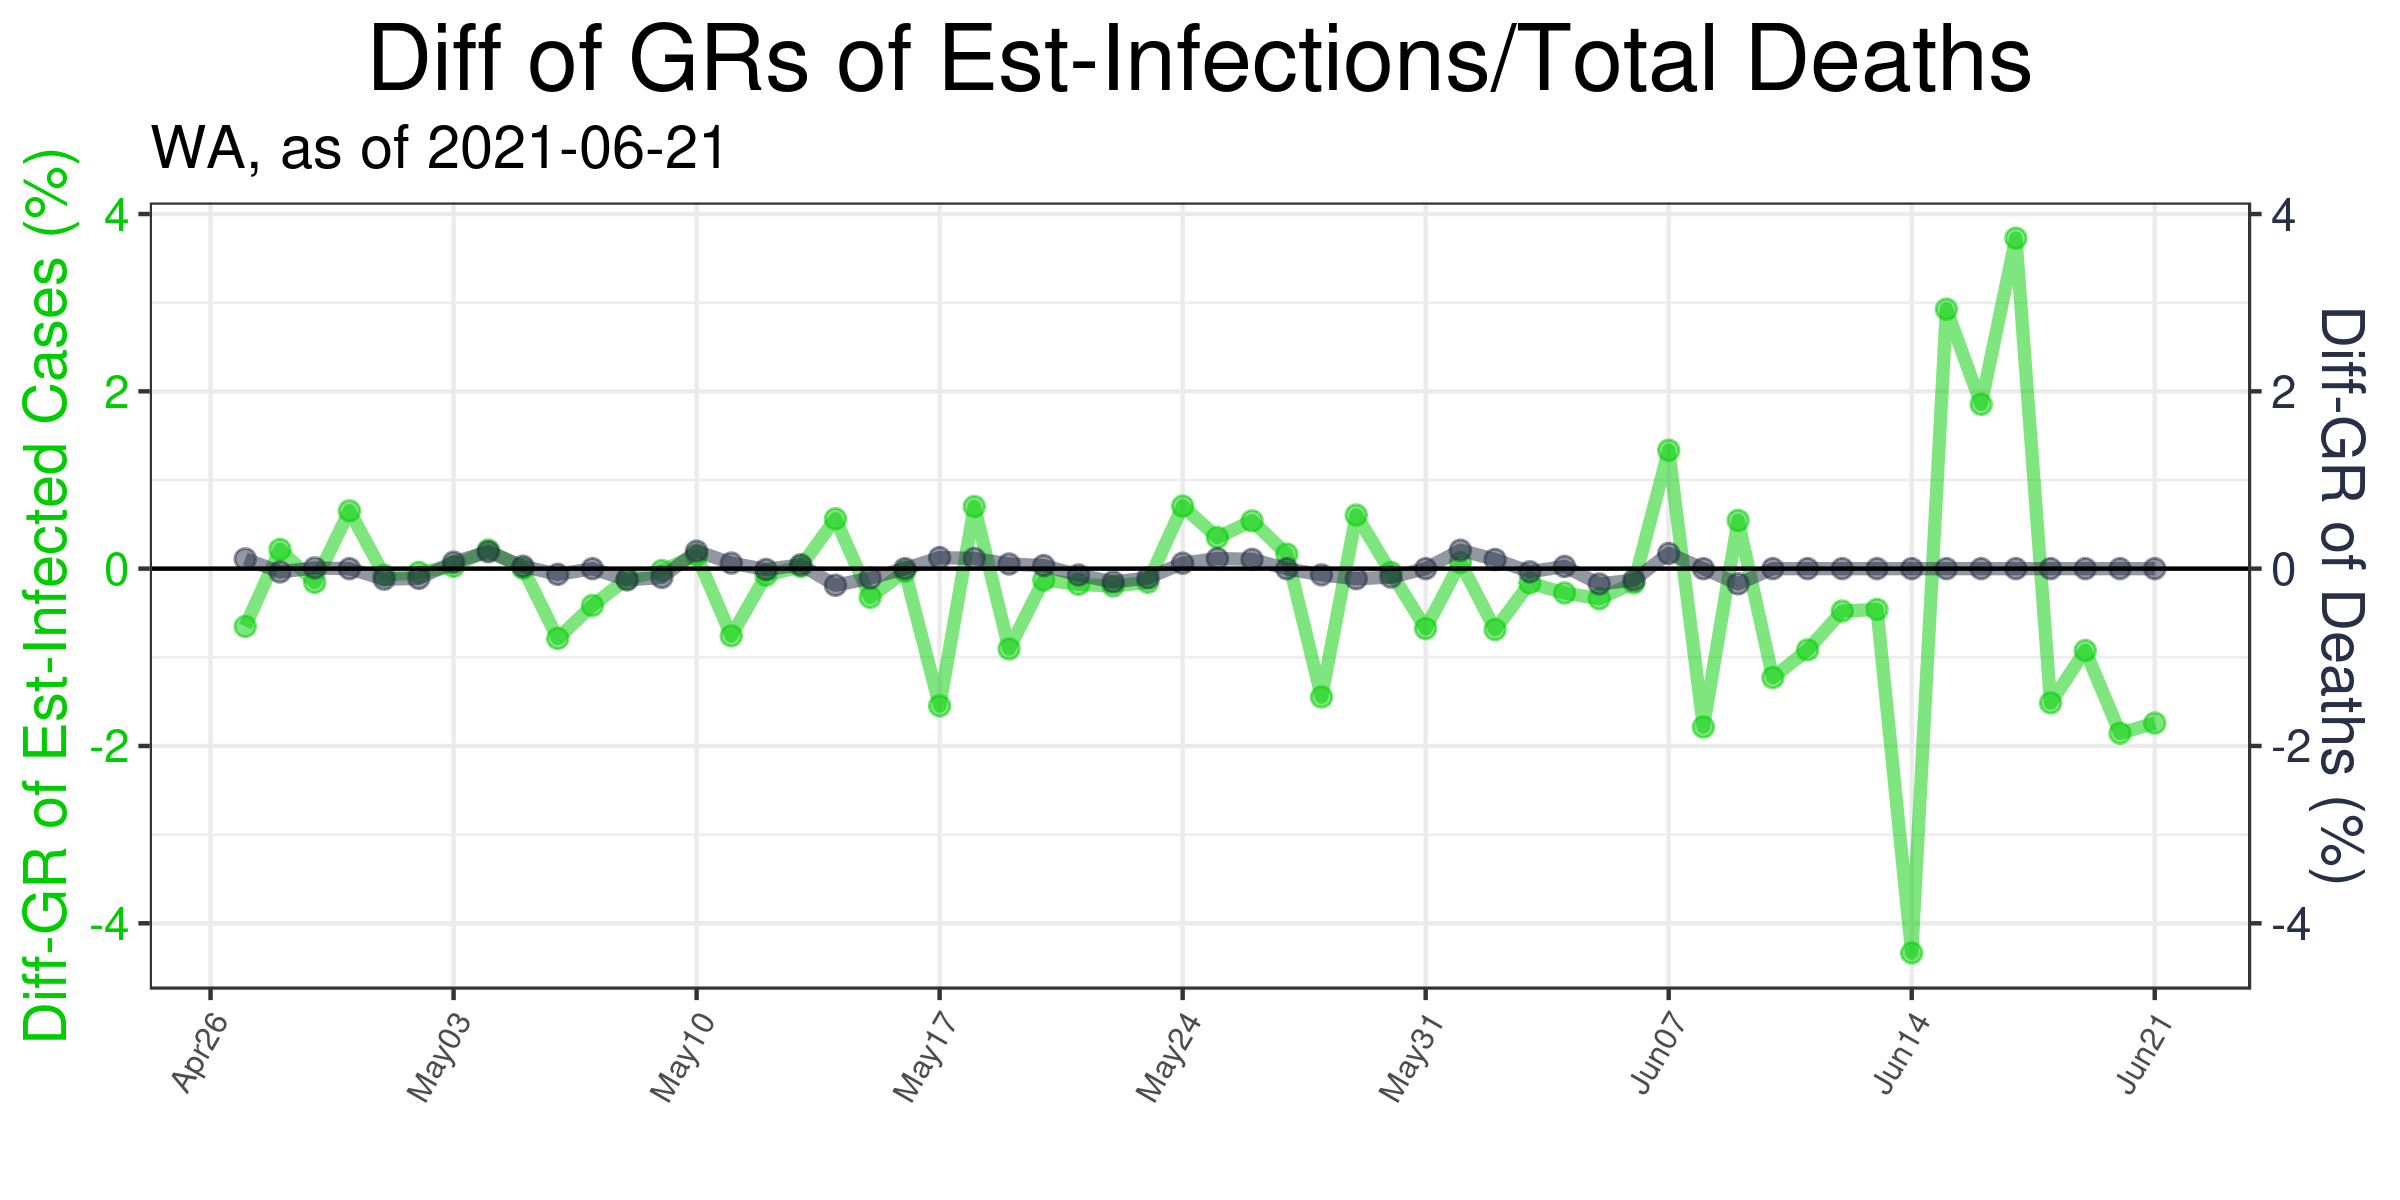 Diff of GRs of Est-Infections/Total Deaths
WA, as of 2021-06-21
Diff-GR of Est-Infected Cases (%)
4
2
0
-2
-4
4
2
0
-2
-4
Diff-GR of Deaths (%)
Apr26
May03
May10
May17
May24
May31
Jun07
Jun14
Jun21